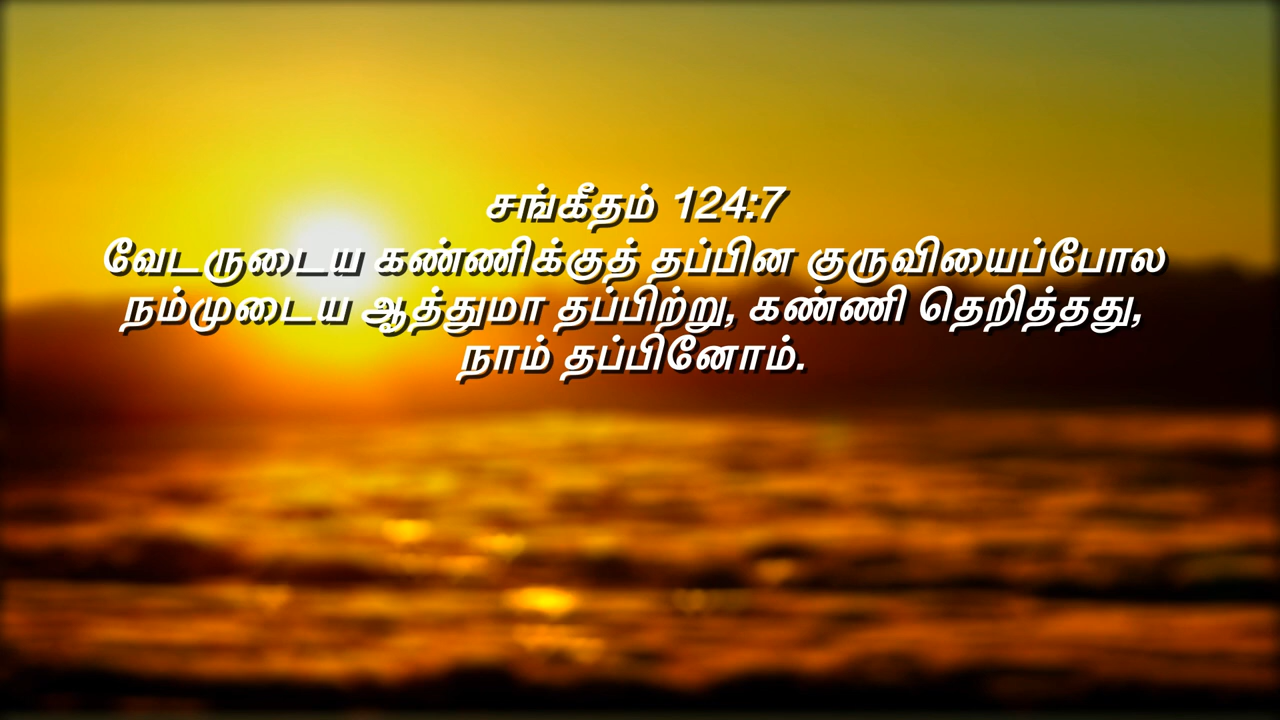 சங்கீதம் 124:7
வேடருடைய கண்ணிக்குத் தப்பின குருவியைப்போல
நம்முடைய ஆத்துமா தப்பிற்று, கண்ணி தெறித்தது,
நாம் தப்பினோம்.